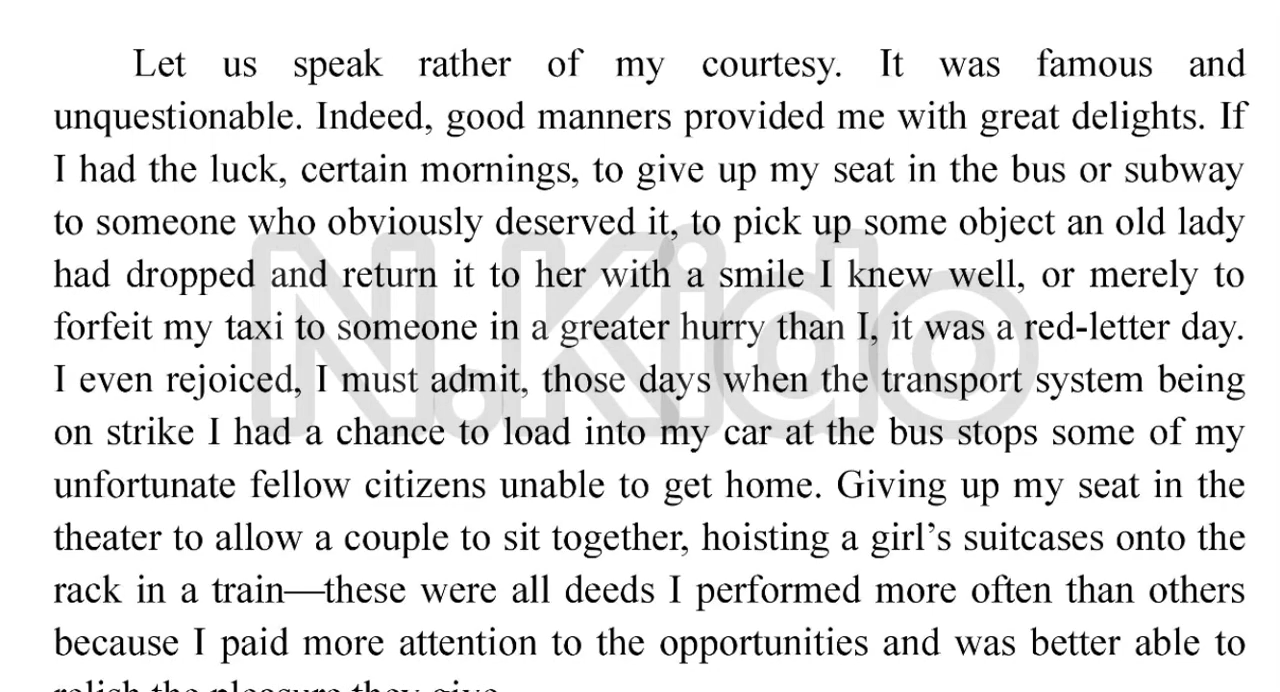 Let us speak rather of my courtesy. It was famous and
unquestionable. Indeed, good manners provided me with great delights. If
I had the luck, certain mornings, to give up my seat in the bus or subway
to someone who obviously deserved it, to pick up some object an old lady
had dropped and return it to her with a smile I knew well, or merely to
forfeit my taxi to someone in a greater hurry than I, it was a red-letter day.
I even rejoiced, I must admit, those days when the transport system being
on strike I had a chance to load into my car at the bus stops some of my
unfortunate fellow citizens unable to get home. Giving up my seat in the
theater to allow a couple to sit together, hoisting a girl’s suitcases onto the
rack in a train—these were all deeds I performed more often than others
because I paid more attention to the opportunities and was better able to
relish the pleasure they give.
N.Kido